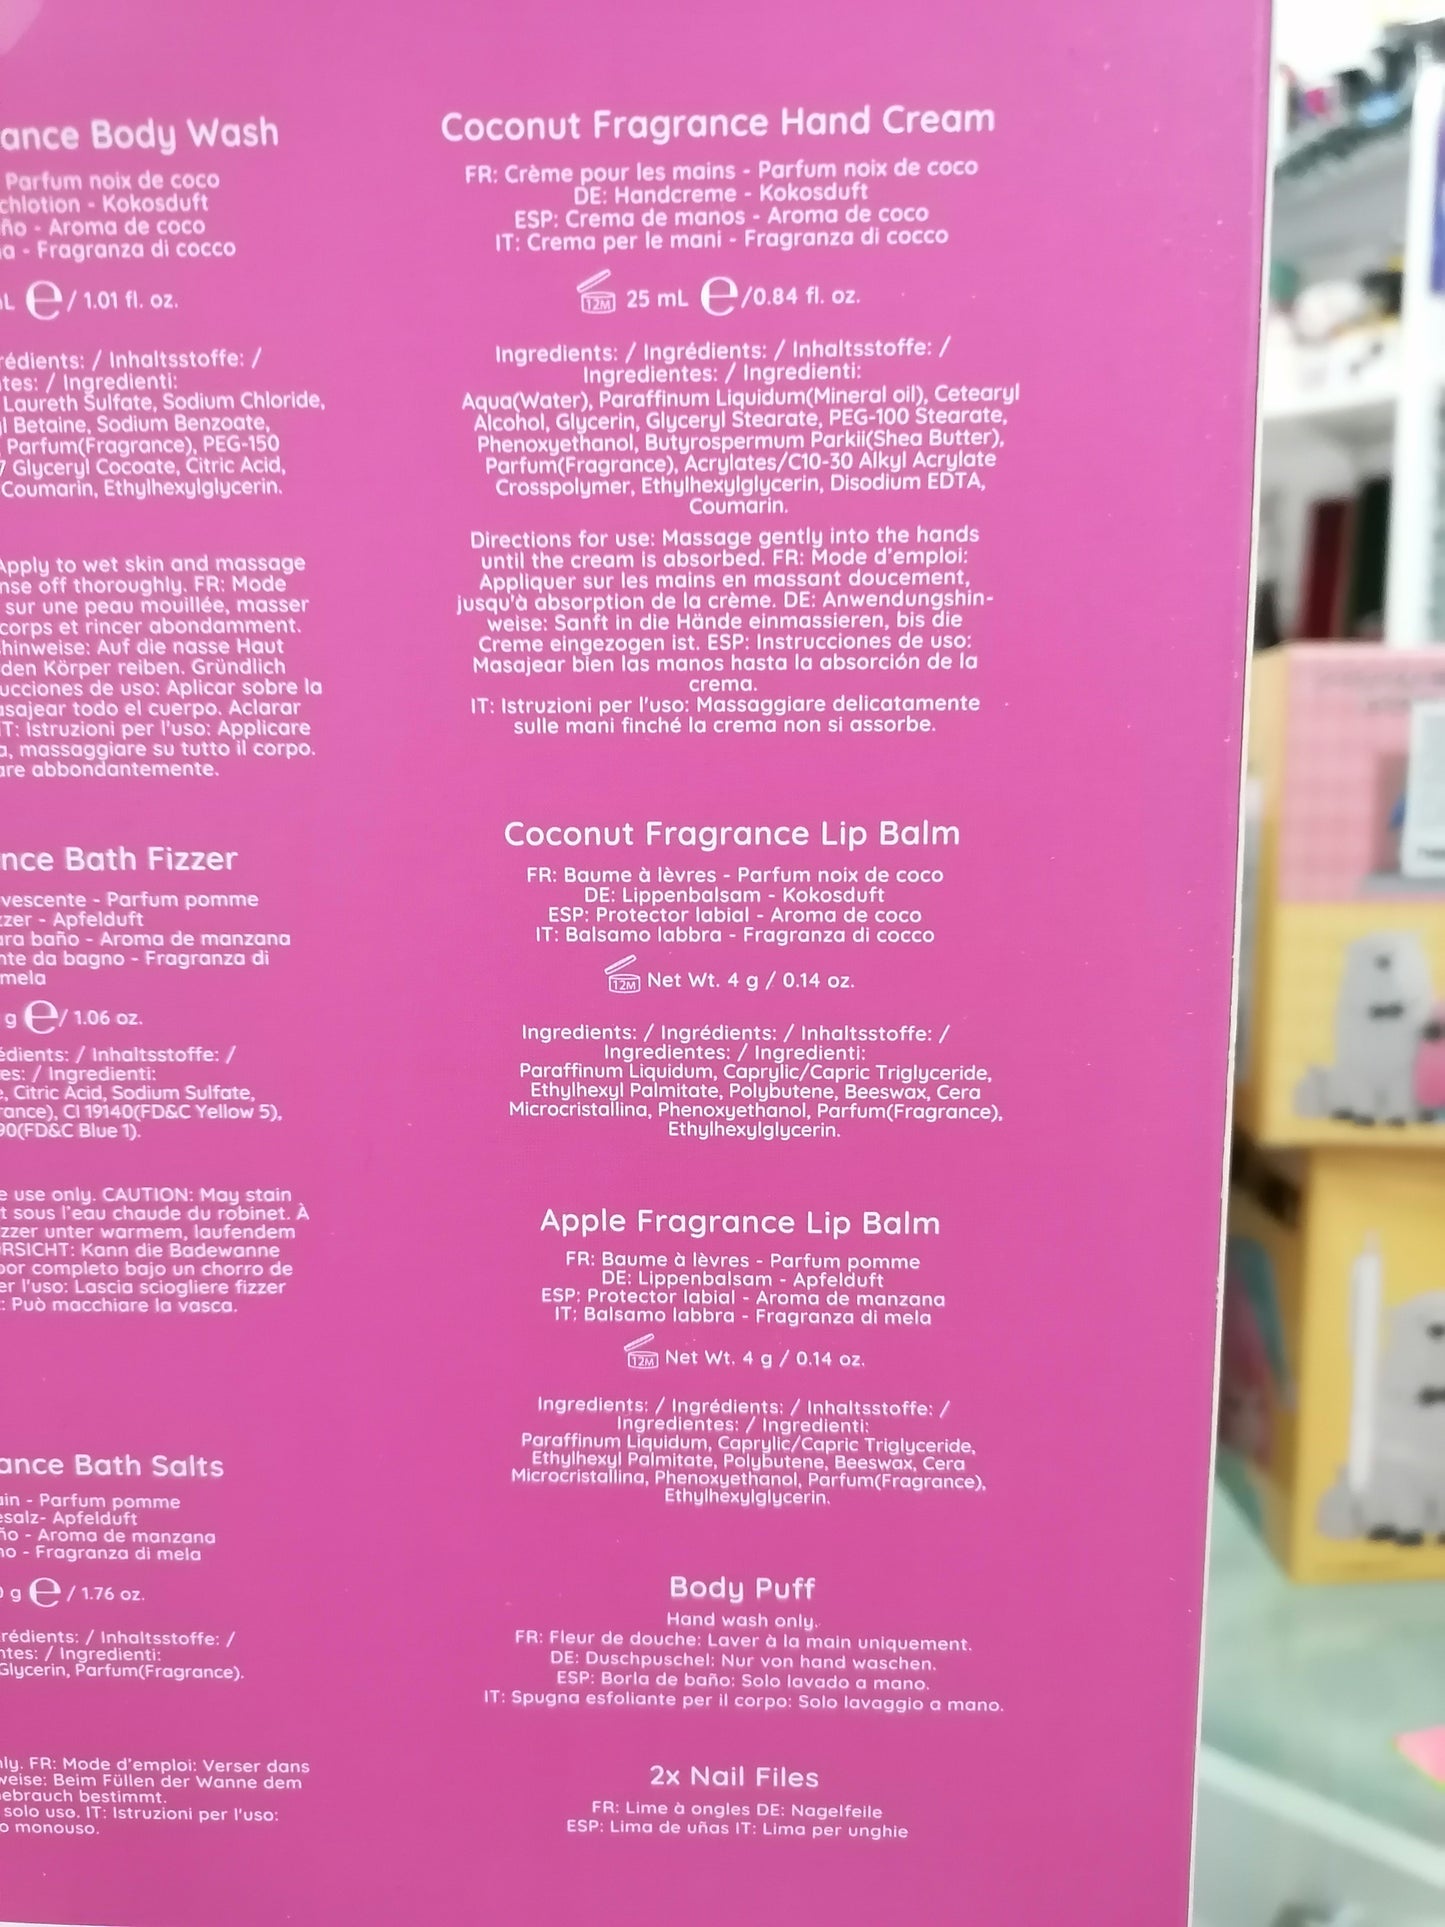 ance Body Wash
Parfum noix de coco
chlotion - Kokosduft
ño - Aroma de coco
a - Fragranza di cocco
mL e / 1.01 fl. oz.
rédients: / Inhaltsstoffe: /
tes: / Ingredienti:
Laureth Sulfate, Sodium Chloride,
l Betaine, Sodium Benzoate,
Parfum(Fragrance), PEG-150
7 Glyceryl Cocoate, Citric Acid,
Coumarin, Ethylhexylglycerin.
Apply to wet skin and massage
nse off thoroughly. FR: Mode
sur une peau mouillée, masser
corps et rincer abondamment.
hinweise: Auf die nasse Haut
den Körper reiben. Gründlich
ucciones de uso: Aplicar sobre la
asajear todo el cuerpo. Aclarar
IT: Istruzioni per l'uso: Applicare
a, massaggiare su tutto il corpo.
are abbondantemente.
nce Bath Fizzer
vescente - Parfum pomme
zzer - Apfelduft
ara baño - Aroma de manzana
nte da bagno - Fragranza di
mela
g e / 1.06 oz.
édients: / Inhaltsstoffe: /
es: / Ingredienti:
e, Citric Acid, Sodium Sulfate,
rance), CI 19140(FD&C Yellow 5),
90(FD&C Blue 1).
e use only. CAUTION: May stain
t sous l'eau chaude du robinet. À
zzer unter warmem, laufendem
RSICHT: Kann die Badewanne
por completo bajo un chorro de
er l'uso: Lascia sciogliere fizzer
: Può macchiare la vasca.
ance Bath Salts
ain - Parfum pomme
esalz- Apfelduft
ño - Aroma de manzana
no - Fragranza di mela
0 g e / 1.76 oz.
rédients: / Inhaltsstoffe: /
ntes: / Ingredienti:
Glycerin, Parfum(Fragrance).
nly. FR: Mode d'emploi: Verser dans
weise: Beim Füllen der Wanne dem
ebrauch bestimmt.
solo uso. IT: Istruzioni per l'uso:
o monouso.
Coconut Fragrance Hand Cream
FR: Crème pour les mains - Parfum noix de coco
DE: Handcreme - Kokosduft
ESP: Crema de manos - Aroma de coco
IT: Crema per le mani - Fragranza di cocco
12M 25 mL e /0.84 fl. oz.
Ingredients: / Ingrédients: / Inhaltsstoffe: /
Ingredientes: / Ingredienti:
Aqua(Water), Paraffinum Liquidum(Mineral oil), Cetearyl
Alcohol, Glycerin, Glyceryl Stearate, PEG-100 Stearate,
Phenoxyethanol, Butyrospermum Parkii(Shea Butter),
Parfum(Fragrance), Acrylates/C10-30 Alkyl Acrylate
Crosspolymer, Ethylhexylglycerin, Disodium EDTA,
Coumarin.
Directions for use: Massage gently into the hands
until the cream is absorbed. FR: Mode d'emploi:
Appliquer sur les mains en massant doucement,
jusqu'à absorption de la crème. DE: Anwendungshin-
weise: Sanft in die Hände einmassieren, bis die
Creme eingezogen ist. ESP: Instrucciones de uso:
Masajear bien las manos hasta la absorción de la
crema.
IT: Istruzioni per l'uso: Massaggiare delicatamente
sulle mani finché la crema non si assorbe.
Coconut Fragrance Lip Balm
FR: Baume à lèvres - Parfum noix de coco
DE: Lippenbalsam - Kokosduft
ESP: Protector labial - Aroma de coco
IT: Balsamo labbra - Fragranza di cocco
12M Net Wt. 4 g / 0.14 oz.
Ingredients: / Ingrédients: / Inhaltsstoffe: /
Ingredientes: / Ingredienti:
Paraffinum Liquidum, Caprylic/Capric Triglyceride,
Ethylhexyl Palmitate, Polybutene, Beeswax, Cera
Microcristallina, Phenoxyethanol, Parfum(Fragrance),
Ethylhexylglycerin.
Apple Fragrance Lip Balm
FR: Baume à lèvres - Parfum pomme
DE: Lippenbalsam - Apfelduft
ESP: Protector labial - Aroma de manzana
IT: Balsamo labbra - Fragranza di mela
12M Net Wt. 4 g / 0.14 oz.
Ingredients: / Ingrédients: / Inhaltsstoffe: /
Ingredientes: / Ingredienti:
Paraffinum Liquidum, Caprylic/Capric Triglyceride,
Ethylhexyl Palmitate, Polybutene, Beeswax, Cera
Microcristallina, Phenoxyethanol, Parfum(Fragrance),
Ethylhexylglycerin.
Body Puff
Hand wash only.
FR: Fleur de douche: Laver à la main uniquement.
DE: Duschpuschel: Nur von hand waschen.
ESP: Borla de baño: Solo lavado a mano.
IT: Spugna esfoliante per il corpo: Solo lavaggio a mano.
2x Nail Files
FR: Lime à ongles DE: Nagelfeile
ESP: Lima de uñas IT: Lima per unghie